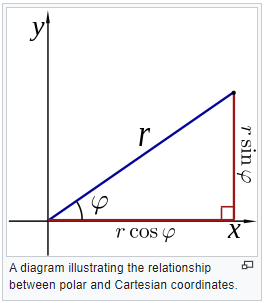 y
r
r sin φ
φ
r cos φ
x
A diagram illustrating the relationship
between polar and Cartesian coordinates.